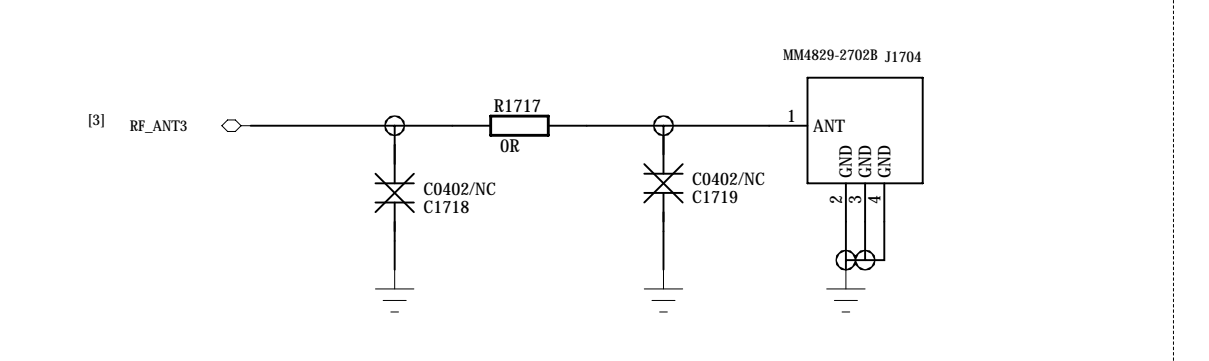 MM4829-2702B J1704
[3] RF_ANT3
R1717
0R
1
ANT
GND
GND
GND
2
3
4
C0402/NC
C1718
C0402/NC
C1719